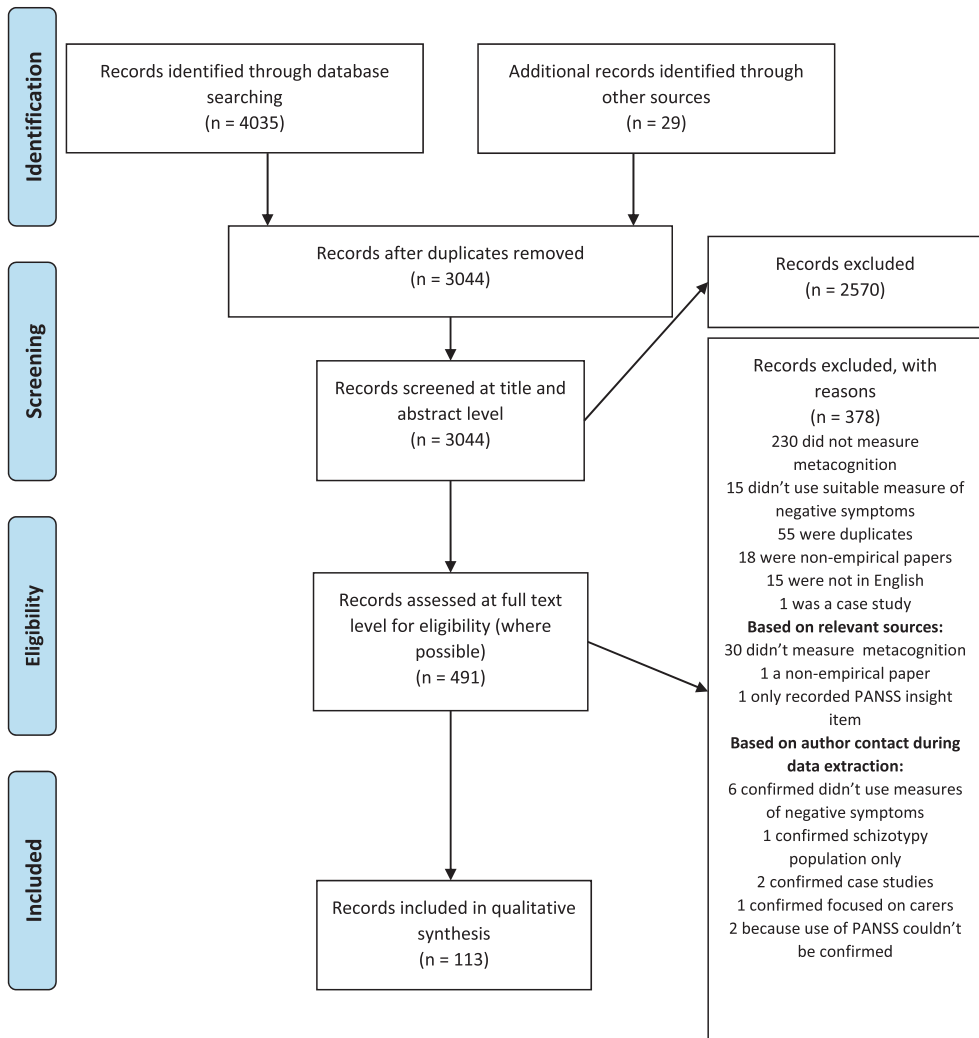 Identification
Records identified through database
searching
(n = 4035)
Additional records identified through
other sources
(n = 29)
Records after duplicates removed
(n = 3044)
Screening
Records screened at title and
abstract level
(n = 3044)
Records excluded
(n = 2570)
Eligibility
Records assessed at full text
level for eligibility (where
possible)
(n = 491)
Records excluded, with
reasons
(n = 378)
230 did not measure
metacognition
15 didn’t use suitable measure of
negative symptoms
55 were duplicates
18 were non-empirical papers
15 were not in English
1 was a case study
Based on relevant sources:
30 didn’t measure metacognition
1 a non-empirical paper
1 only recorded PANSS insight
item
Based on author contact during
data extraction:
6 confirmed didn’t use measures
of negative symptoms
1 confirmed schizotypy
population only
2 confirmed case studies
1 confirmed focused on carers
2 because use of PANSS couldn’t
be confirmed
Included
Records included in qualitative
synthesis
(n = 113)